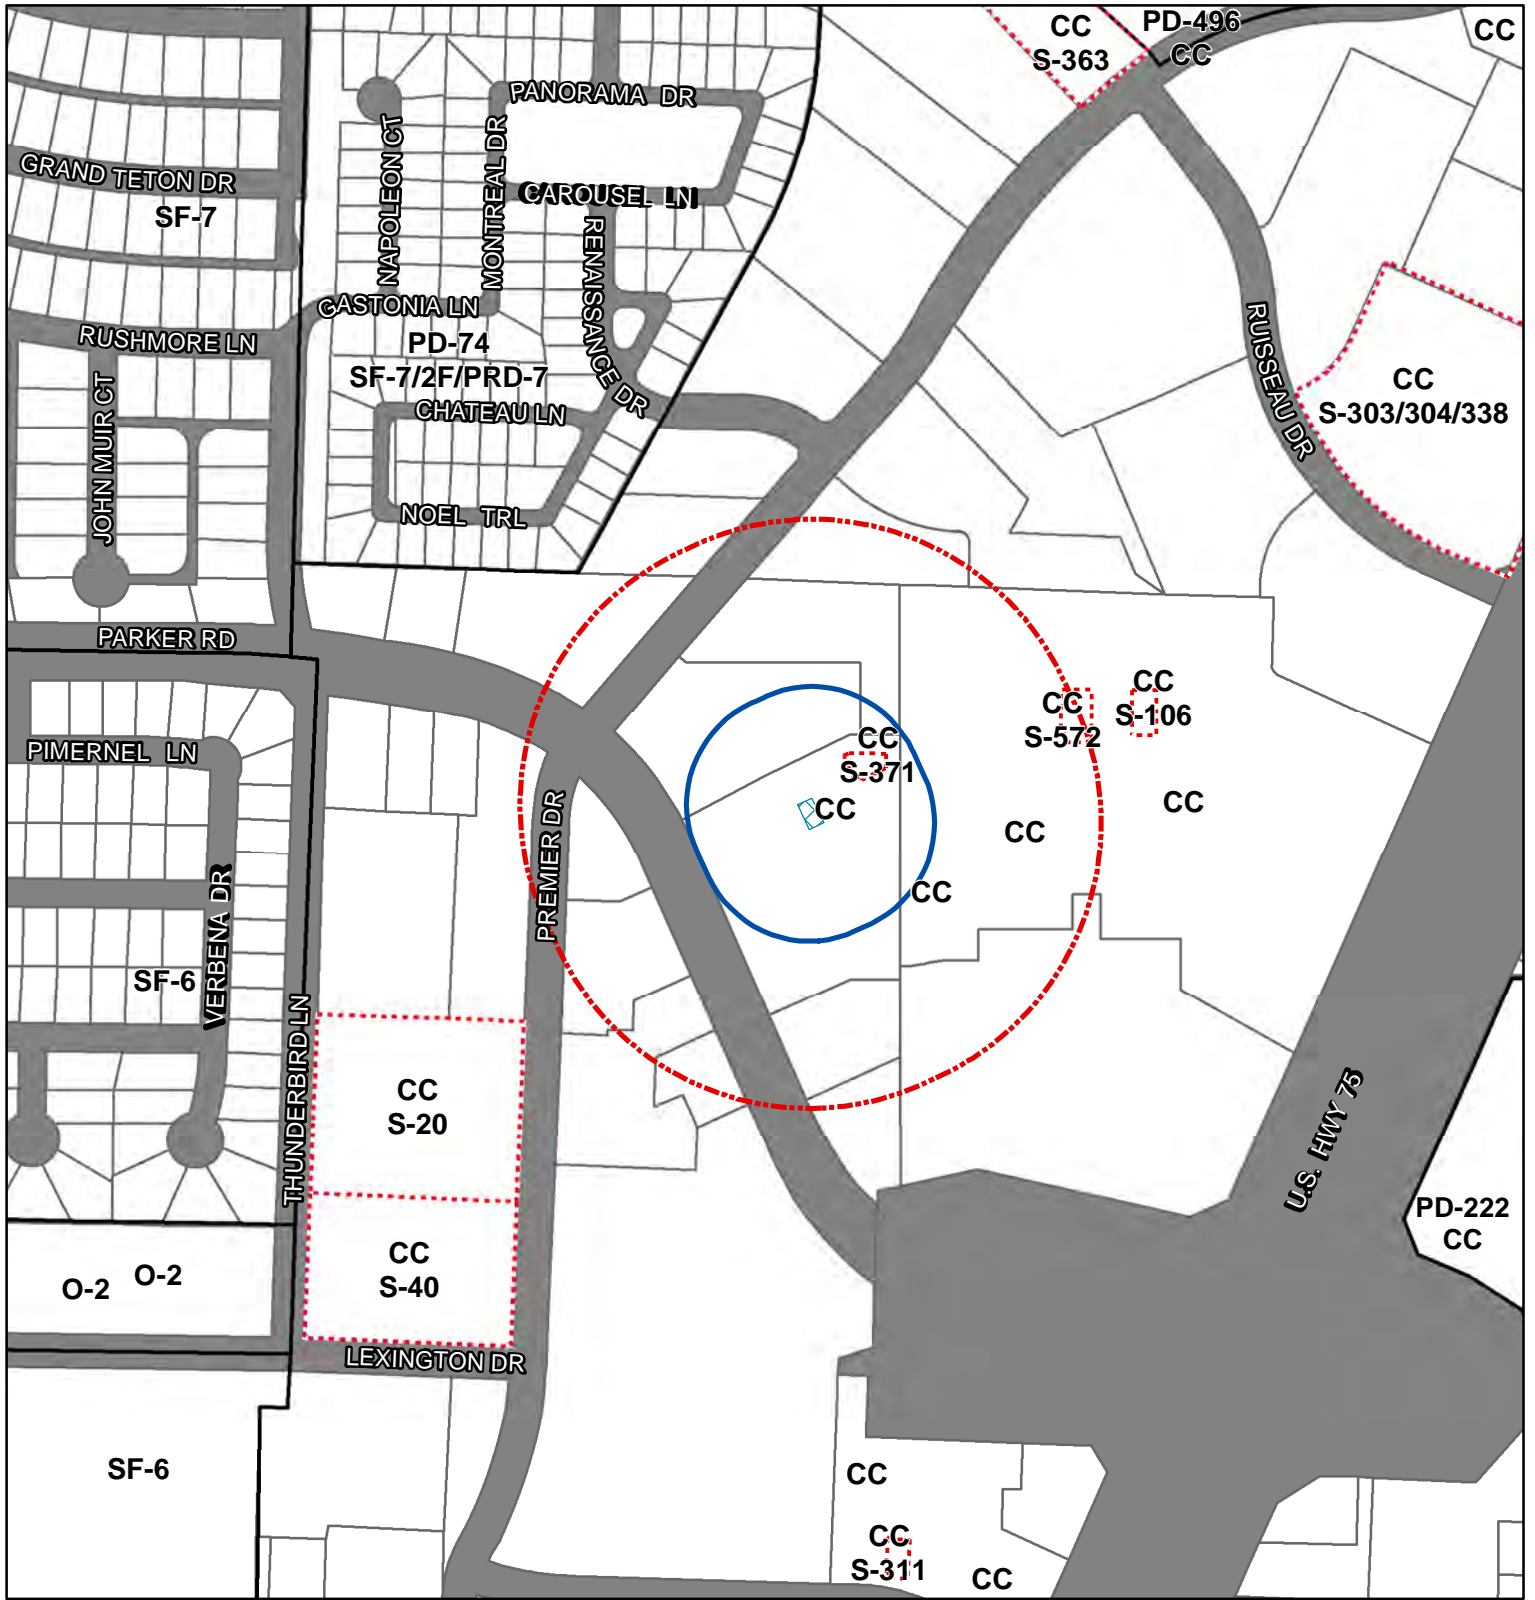 CC
S-363
PD-496
CC
CC
PANORAMA DR
NAPOLEON CT
MONTREAL DR
GRAND TETON DR
SF-7
CAROUSEL LN
RENAISSANCE DR
GASTONIA LN
RUSHMORE LN
PD-74
SF-7/2F/PRD-7
RUISSEAU DR
CC
S-303/304/338
JOHN MUIR CT
CHATEAU LN
NOEL TRL
PARKER RD
CC
S-572
CC
S-106
PIMERNEL LN
CC
S-371
CC
CC
CC
PREMIER DR
CC
VERBENA DR
SF-6
THUNDERBIRD LN
CC
S-20
U.S. HWY 75
PD-222
CC
O-2
O-2
CC
S-40
LEXINGTON DR
SF-6
CC
CC
S-311
CC